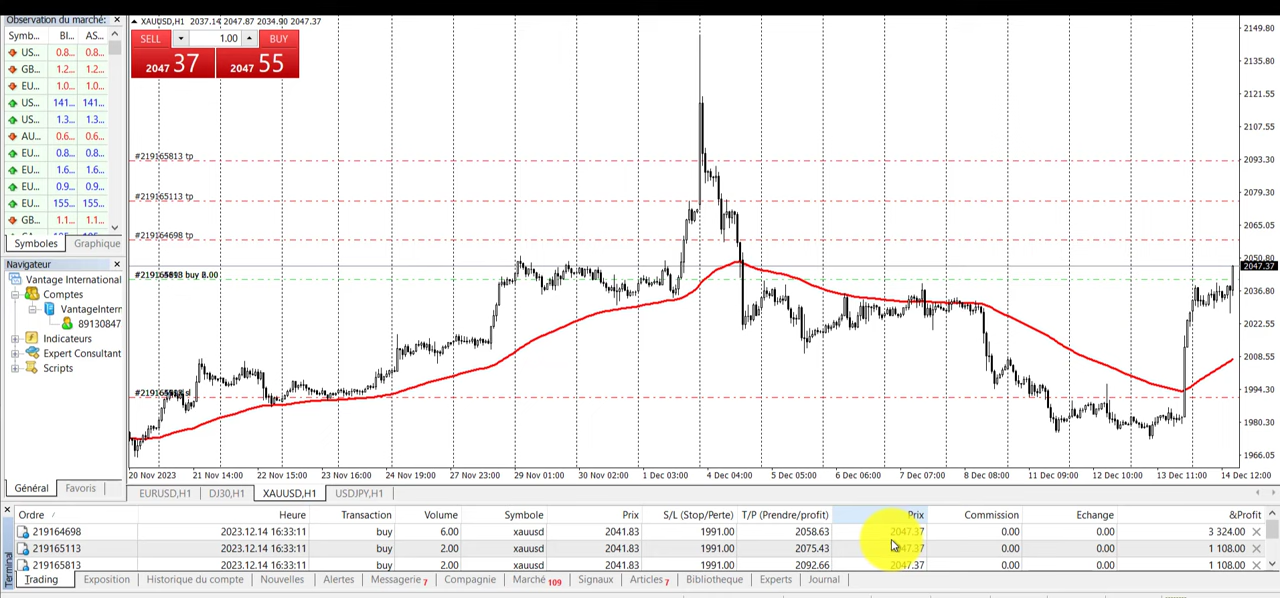 Observation du marché:
Symb... BI... AS...
US... 0.8... 0.8...
GB... 1.2... 1.2...
EU... 1.0... 1.0...
US... 141... 141...
US... 1.3... 1.3...
AU... 0.6... 0.6...
EU... 0.8... 0.8...
EU... 1.6... 1.6...
EU... 0.9... 0.9...
EU... 155... 155...
GB... 1.1... 1.1...
Symboles Graphique
Navigateur
Vantage International
Comptes
VantageIntern
89130847
Indicateurs
Expert Consultant
Scripts
Général Favoris
XAUUSD,H1 2037.14 2047.87 2034.90 2047.37
SELL 1.00 BUY
2047 37 2047 55
#219165813 tp
#219165113 tp
#219164698 tp
2149.80
2135.80
2121.55
2107.55
2093.30
2079.30
2065.05
2050.80
2047.37
2036.80
2022.55
2008.55
1994.30
1980.30
1966.05
20 Nov 2023 21 Nov 14:00 22 Nov 15:00 23 Nov 16:00 24 Nov 19:00 27 Nov 23:00 29 Nov 01:00 30 Nov 02:00 1 Dec 03:00 4 Dec 04:00 5 Dec 05:00 6 Dec 06:00 7 Dec 07:00 8 Dec 08:00 11 Dec 09:00 12 Dec 10:00 13 Dec 11:00 14 Dec 12:00
EURUSD,H1 DJ30,H1 XAUUSD,H1 USDJPY,H1
Ordre Heure Transaction Volume Symbole Prix S/L (Stop/Perte) T/P (Prendre/profit) Prix Commission Echange &Profit
219164698 2023.12.14 16:33:11 buy 6.00 xauusd 2041.83 1991.00 2058.63 2047.37 0.00 0.00 3 324.00
219165113 2023.12.14 16:33:11 buy 2.00 xauusd 2041.83 1991.00 2075.43 2047.37 0.00 0.00 1 108.00
219165813 2023.12.14 16:33:11 buy 2.00 xauusd 2041.83 1991.00 2092.66 2047.37 0.00 0.00 1 108.00
Terminal
Trading Exposition Historique du compte Nouvelles Alertes Messagerie 7 Compagnie Marché 109 Signaux Articles 7 Bibliotheque Experts Journal